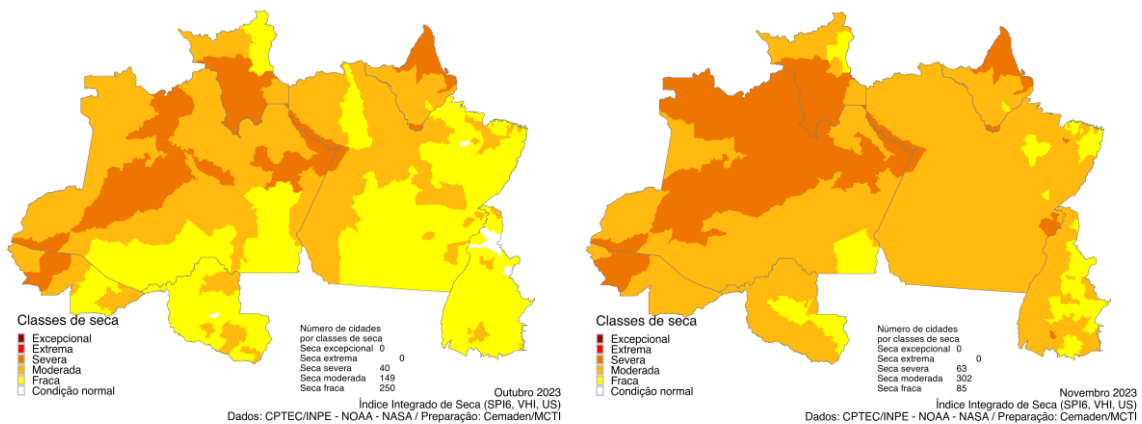 Classes de seca
Excepcional
Extrema
Severa
Moderada
Fraca
Condição normal
Número de cidades
por classes de seca
Seca excepcional 0
Seca extrema 0
Seca severa 40
Seca moderada 149
Seca fraca 250
Outubro 2023
Índice Integrado de Seca (SPI6, VHI, US)
Dados: CPTEC/INPE - NOAA - NASA / Preparação: Cemaden/MCTI
Classes de seca
Excepcional
Extrema
Severa
Moderada
Fraca
Condição normal
Número de cidades
por classes de seca
Seca excepcional 0
Seca extrema 0
Seca severa 63
Seca moderada 302
Seca fraca 85
Novembro 2023
Índice Integrado de Seca (SPI6, VHI, US)
Dados: CPTEC/INPE - NOAA - NASA / Preparação: Cemaden/MCTI